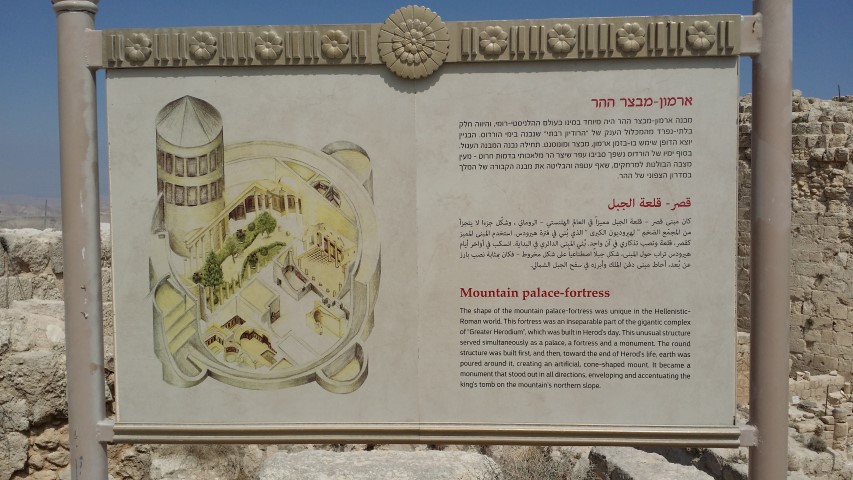 ארמון-מבצר ההר
מבנה ארמון-מבצר ההר היה מיוחד במינו בעולם ההלניסטי-רומי, והיווה חלק
בלתי-נפרד מהמכלול הענק של "הרודיון רבתי" שנבנה בימי הורדוס. הבניין
יוצא הדופן שימש בו-בזמן ארמון, מבצר ומונומנט. תחילה נבנה המבנה העגול.
בסוף ימיו של הורדוס נשפך סביבו עפר שיצר הר מלאכותי בדמות חרוט - מעין
מצבה הבולטת למרחקים, שאף עטפה והבליטה את מבנה הקבורה של המלך
במדרון הצפוני של ההר.
قصر- قلعة الجبل
كان مبنى قصر - قلعة الجبل مميزاً في العالم الهلنستي - الروماني ، وشكّل جزءا لا يتجزأ
من المجمّع الضخم " لهيروديون الكبرى " الذي بُني في فترة هيرودس. استخدم المبنى المميز
كقصر، قلعة ونصب تذكاري في آن واحد. بُني المبنى الدائري في البداية. انسكب في أواخر أيام
هيرودس تراب حول المبنى، شكّل جبلا اصطناعياً على شكل مخروط - فكان بمثابة نصب بارز
عن بُعد، أحاط مبنى دفن الملك وأبرزه في سفح الجبل الشمالي.
Mountain palace-fortress
The shape of the mountain palace-fortress was unique in the Hellenistic-
Roman world. This fortress was an inseparable part of the gigantic complex
of "Greater Herodium", which was built in Herod's day. This unusual structure
served simultaneously as a palace, a fortress and a monument. The round
structure was built first, and then, toward the end of Herod's life, earth was
poured around it, creating an artificial, cone-shaped mount. It became a
monument that stood out in all directions, enveloping and accentuating the
king's tomb on the mountain's northern slope.